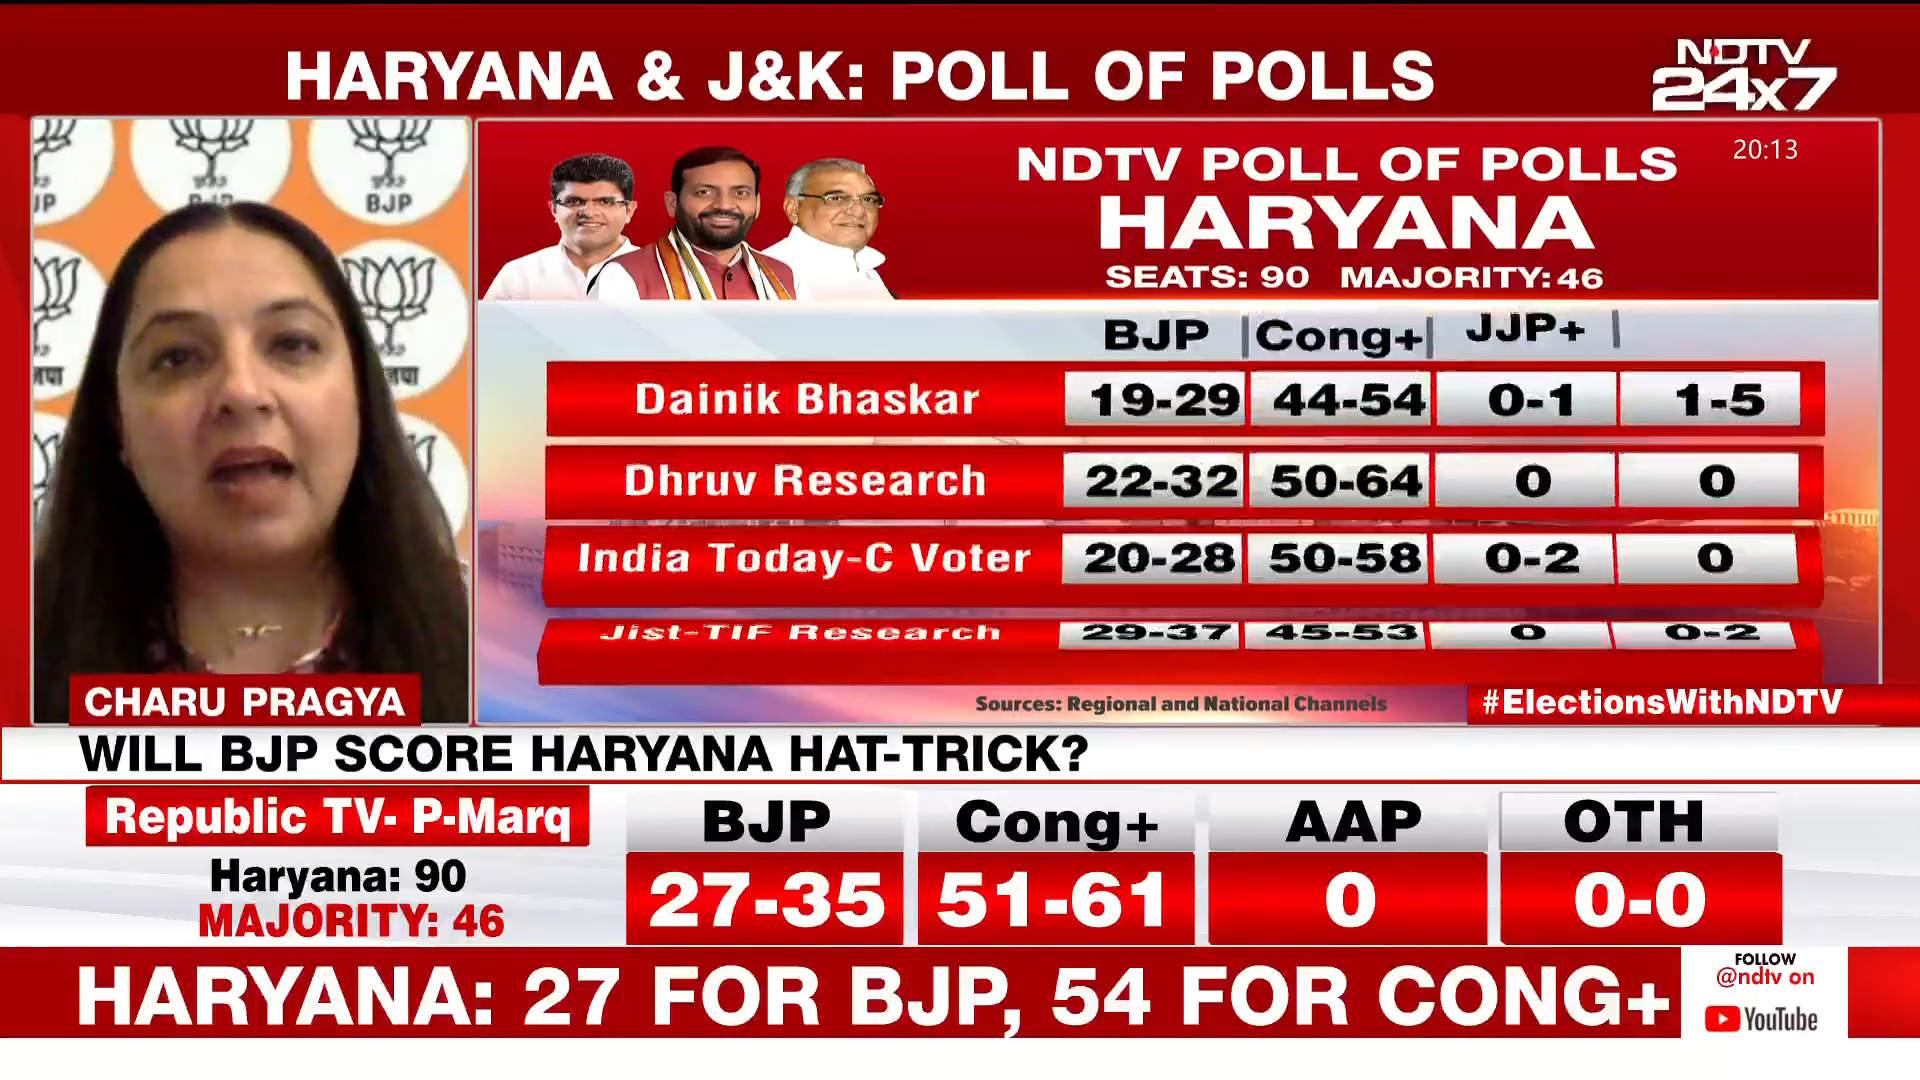 HARYANA & J&K: POLL OF POLLS
NDTV
24x7
20:13
BJP
BJP
NDTV POLL OF POLLS
HARYANA
SEATS: 90 MAJORITY: 46
BJP | Cong+ | JJP+ |
Dainik Bhaskar 19-29 44-54 0-1 1-5
Dhruv Research 22-32 50-64 0 0
India Today-C Voter 20-28 50-58 0-2 0
Jist-TIF Research 29-37 45-53 0 0-2
Sources: Regional and National Channels
#ElectionsWithNDTV
CHARU PRAGYA
WILL BJP SCORE HARYANA HAT-TRICK?
Republic TV- P-Marq
Haryana: 90
MAJORITY: 46
BJP Cong+ AAP OTH
27-35 51-61 0 0-0
HARYANA: 27 FOR BJP, 54 FOR CONG+
FOLLOW
@ndtv on
YouTube